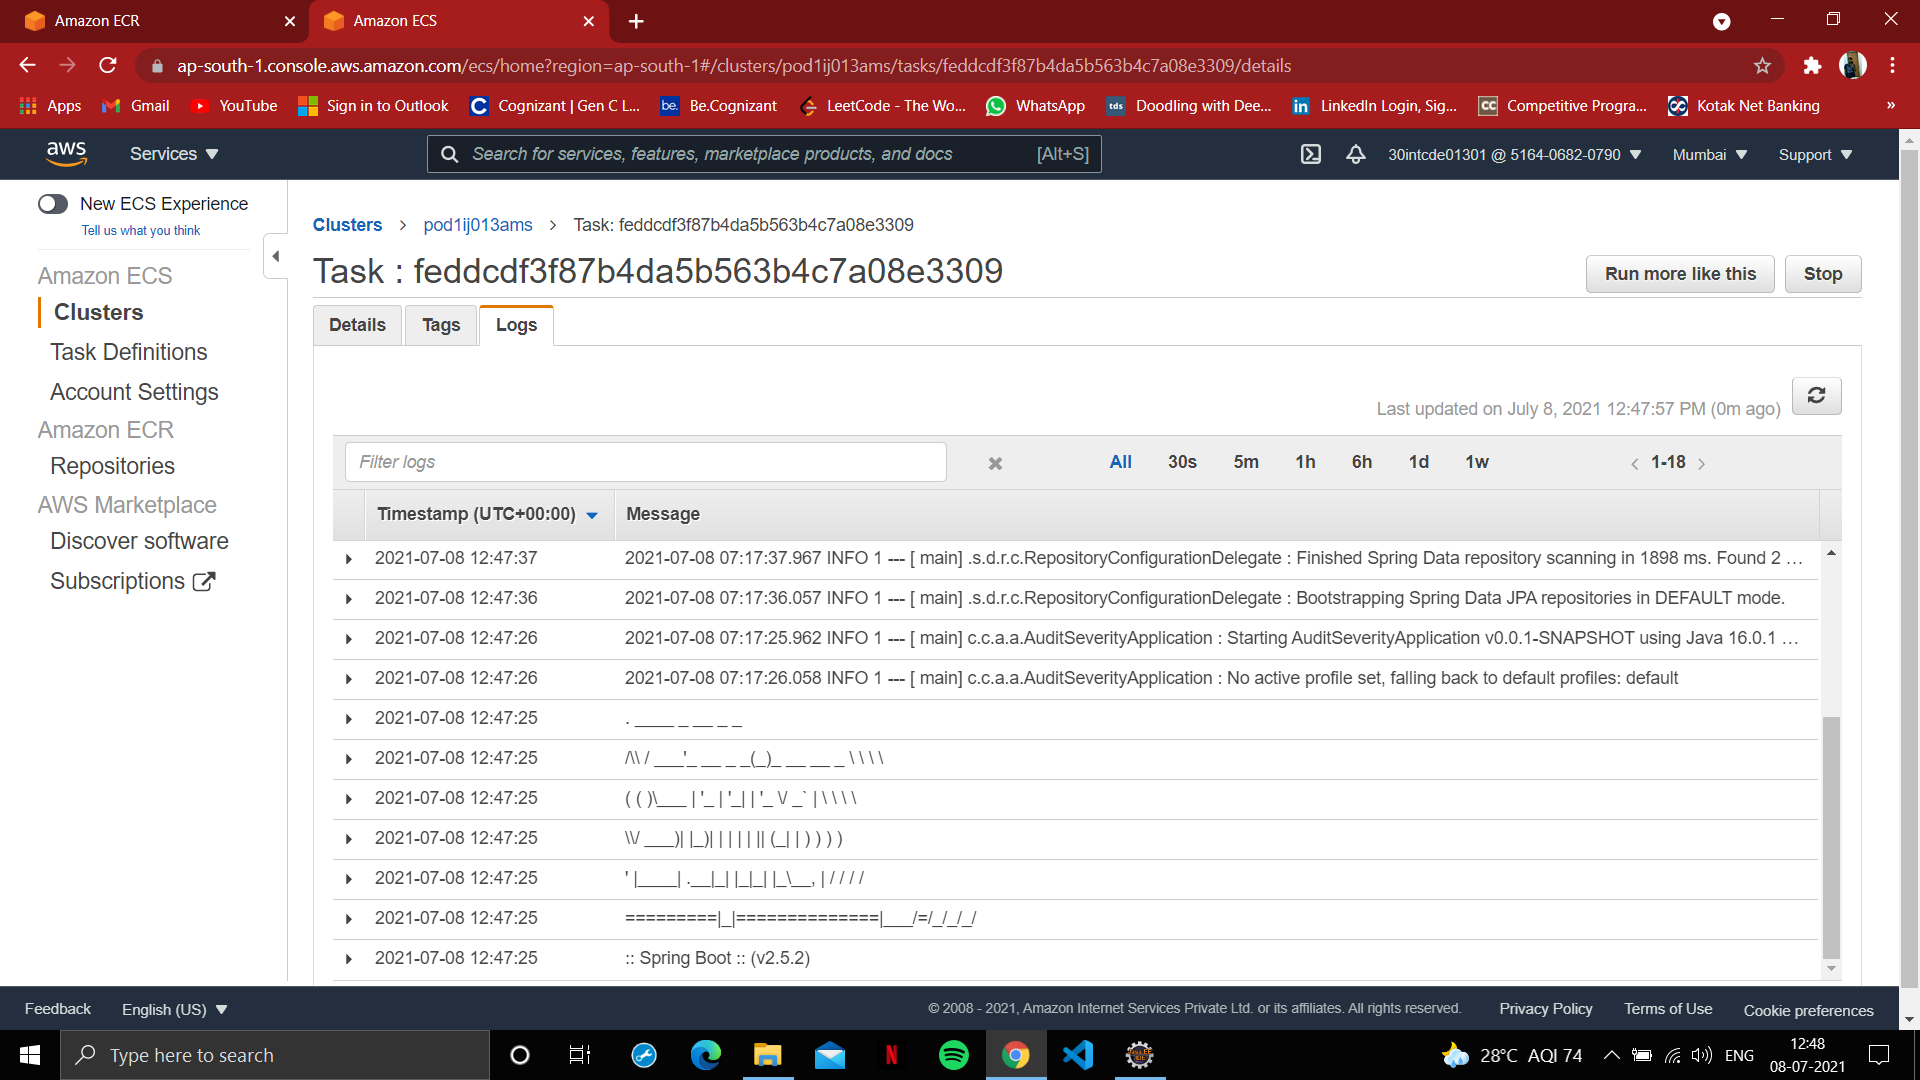 Amazon ECR
Amazon ECS
ap-south-1.console.aws.amazon.com/ecs/home?region=ap-south-1#/clusters/pod1ij013ams/tasks/feddcdf3f87b4da5b563b4c7a08e3309/details
Apps Gmail YouTube Sign in to Outlook Cognizant | Gen C L... be. Be.Cognizant LeetCode - The Wo... WhatsApp tds Doodling with Dee... in LinkedIn Login, Sig... CC Competitive Progra... Kotak Net Banking »
aws Services Search for services, features, marketplace products, and docs [Alt+S] 30intcde01301 @ 5164-0682-0790 Mumbai Support
New ECS Experience
Tell us what you think
Amazon ECS
Clusters
Task Definitions
Account Settings
Amazon ECR
Repositories
AWS Marketplace
Discover software
Subscriptions
Clusters > pod1ij013ams > Task: feddcdf3f87b4da5b563b4c7a08e3309
Task : feddcdf3f87b4da5b563b4c7a08e3309
Run more like this Stop
Details Tags Logs
Last updated on July 8, 2021 12:47:57 PM (0m ago)
Filter logs All 30s 5m 1h 6h 1d 1w < 1-18 >
Timestamp (UTC+00:00) Message
2021-07-08 12:47:37 2021-07-08 07:17:37.967 INFO 1 --- [ main] .s.d.r.c.RepositoryConfigurationDelegate : Finished Spring Data repository scanning in 1898 ms. Found 2 ...
2021-07-08 12:47:36 2021-07-08 07:17:36.057 INFO 1 --- [ main] .s.d.r.c.RepositoryConfigurationDelegate : Bootstrapping Spring Data JPA repositories in DEFAULT mode.
2021-07-08 12:47:26 2021-07-08 07:17:25.962 INFO 1 --- [ main] c.c.a.a.AuditSeverityApplication : Starting AuditSeverityApplication v0.0.1-SNAPSHOT using Java 16.0.1 ...
2021-07-08 12:47:26 2021-07-08 07:17:26.058 INFO 1 --- [ main] c.c.a.a.AuditSeverityApplication : No active profile set, falling back to default profiles: default
2021-07-08 12:47:25 . ____ _ __ _ _
2021-07-08 12:47:25 /\\ / ___'_ __ _ _(_)_ __ __ _ \ \ \ \
2021-07-08 12:47:25 ( ( )\___ | '_ | '_| | '_ \/ _` | \ \ \ \
2021-07-08 12:47:25 \\/ ___)| |_)| | | | | || (_| | ) ) ) )
2021-07-08 12:47:25 ' |____| .__|_| |_|_| |_\__, | / / / /
2021-07-08 12:47:25 =========|_|==============|___/=/_/_/_/
2021-07-08 12:47:25 :: Spring Boot :: (v2.5.2)
Feedback English (US) © 2008 - 2021, Amazon Internet Services Private Ltd. or its affiliates. All rights reserved. Privacy Policy Terms of Use Cookie preferences
Type here to search 28°C AQI 74 ENG 12:48
08-07-2021